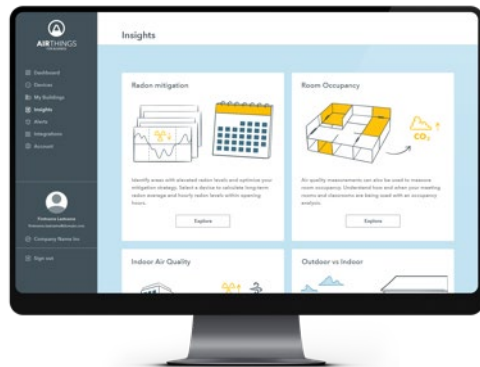 AIRTHINGS
FOR BUSINESS
Dashboard
Devices
My Buildings
Insights
Alerts
Integrations
Account
Company Name Inc
Sign out
Insights
Radon mitigation
Identify areas with elevated radon levels and optimize your
mitigation strategy. Select a device to calculate long-term
radon average and hourly radon levels within opening
hours.
Explore
Room Occupancy
CO₂
Air quality measurements can also be used to measure
room occupancy. Understand how and when your meeting
rooms and classrooms are being used with an occupancy
analysis.
Explore
Indoor Air Quality
Outdoor vs Indoor